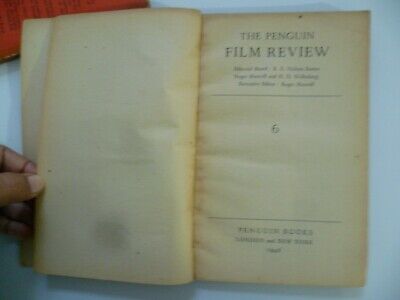 THE PENGUIN
FILM REVIEW
Editorial Board : R. K. Neilson Baxter
Roger Manvell and H. H. Wollenberg
Executive Editor : Roger Manvell
6
PENGUIN BOOKS
LONDON and NEW YORK